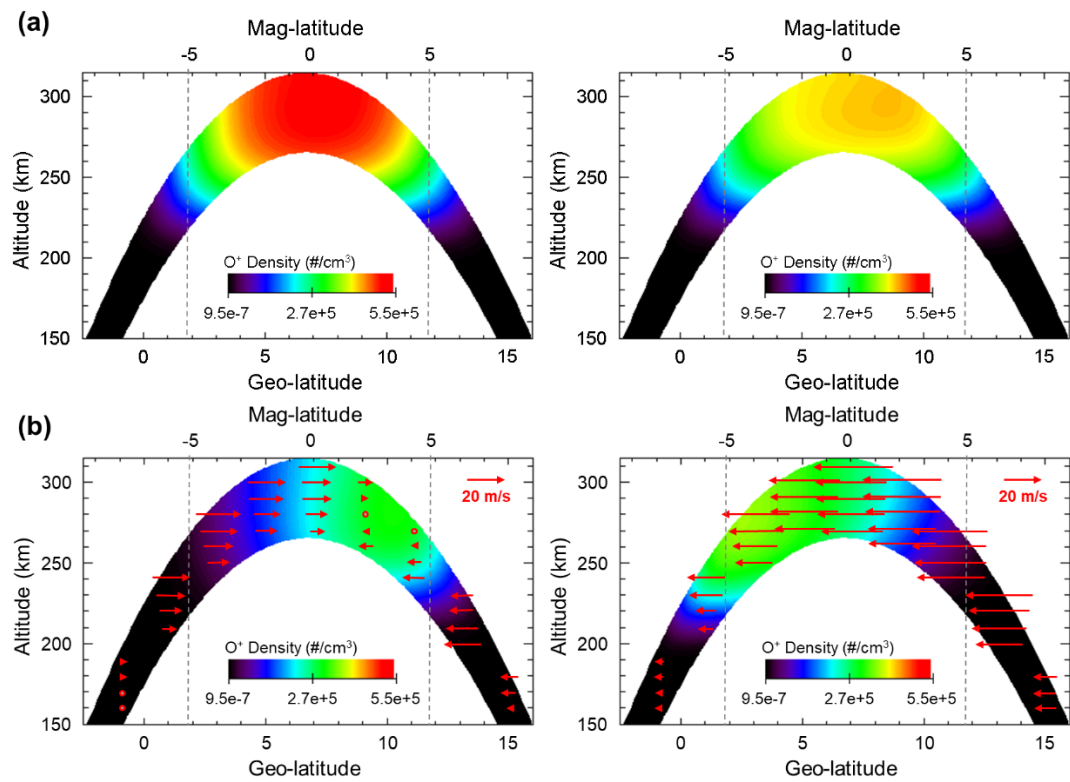 (a)
Mag-latitude
-5 0 5
Altitude (km)
300
250
200
150
O⁺ Density (#/cm³)
9.5e-7 2.7e+5 5.5e+5
0 5 10 15
Geo-latitude
Mag-latitude
-5 0 5
Altitude (km)
300
250
200
150
O⁺ Density (#/cm³)
9.5e-7 2.7e+5 5.5e+5
0 5 10 15
Geo-latitude
(b)
Mag-latitude
-5 0 5
Altitude (km)
300
250
200
150
20 m/s
O⁺ Density (#/cm³)
9.5e-7 2.7e+5 5.5e+5
0 5 10 15
Geo-latitude
Mag-latitude
-5 0 5
Altitude (km)
300
250
200
150
20 m/s
O⁺ Density (#/cm³)
9.5e-7 2.7e+5 5.5e+5
0 5 10 15
Geo-latitude